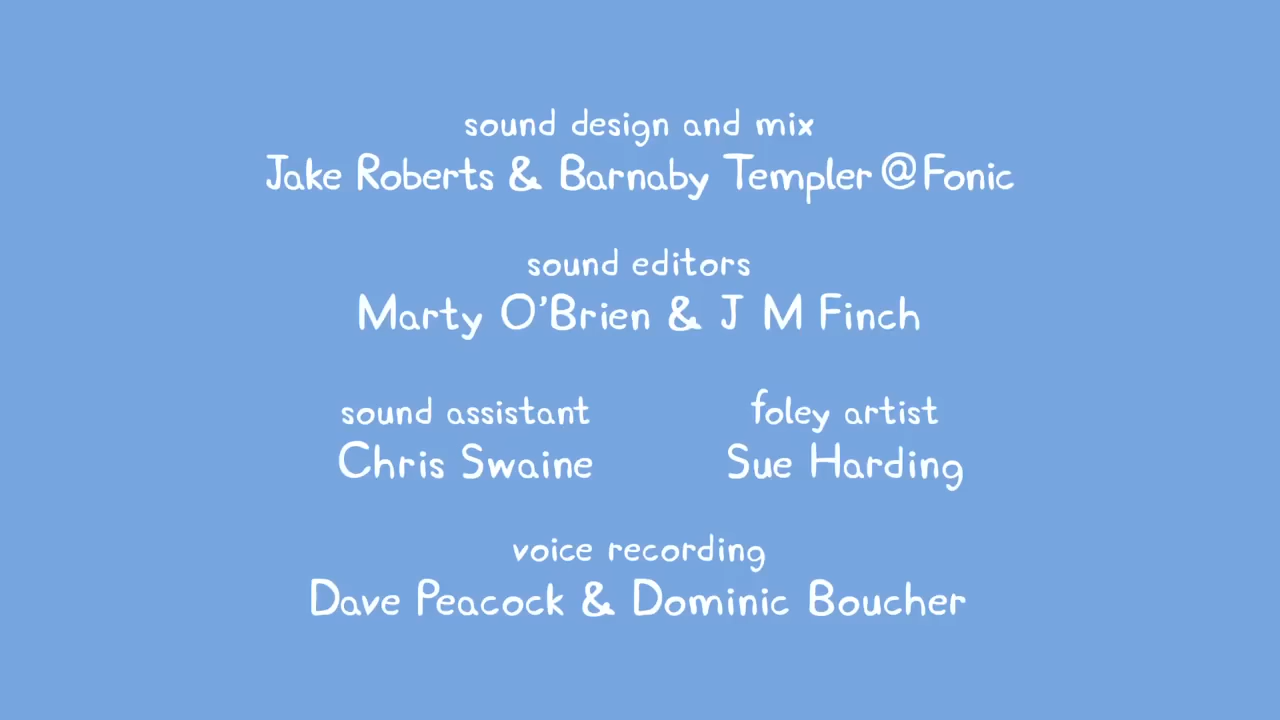 sound design and mix
Jake Roberts & Barnaby Templer @ Fonic
sound editors
Marty O'Brien & J M Finch
sound assistant
Chris Swaine
foley artist
Sue Harding
voice recording
Dave Peacock & Dominic Boucher